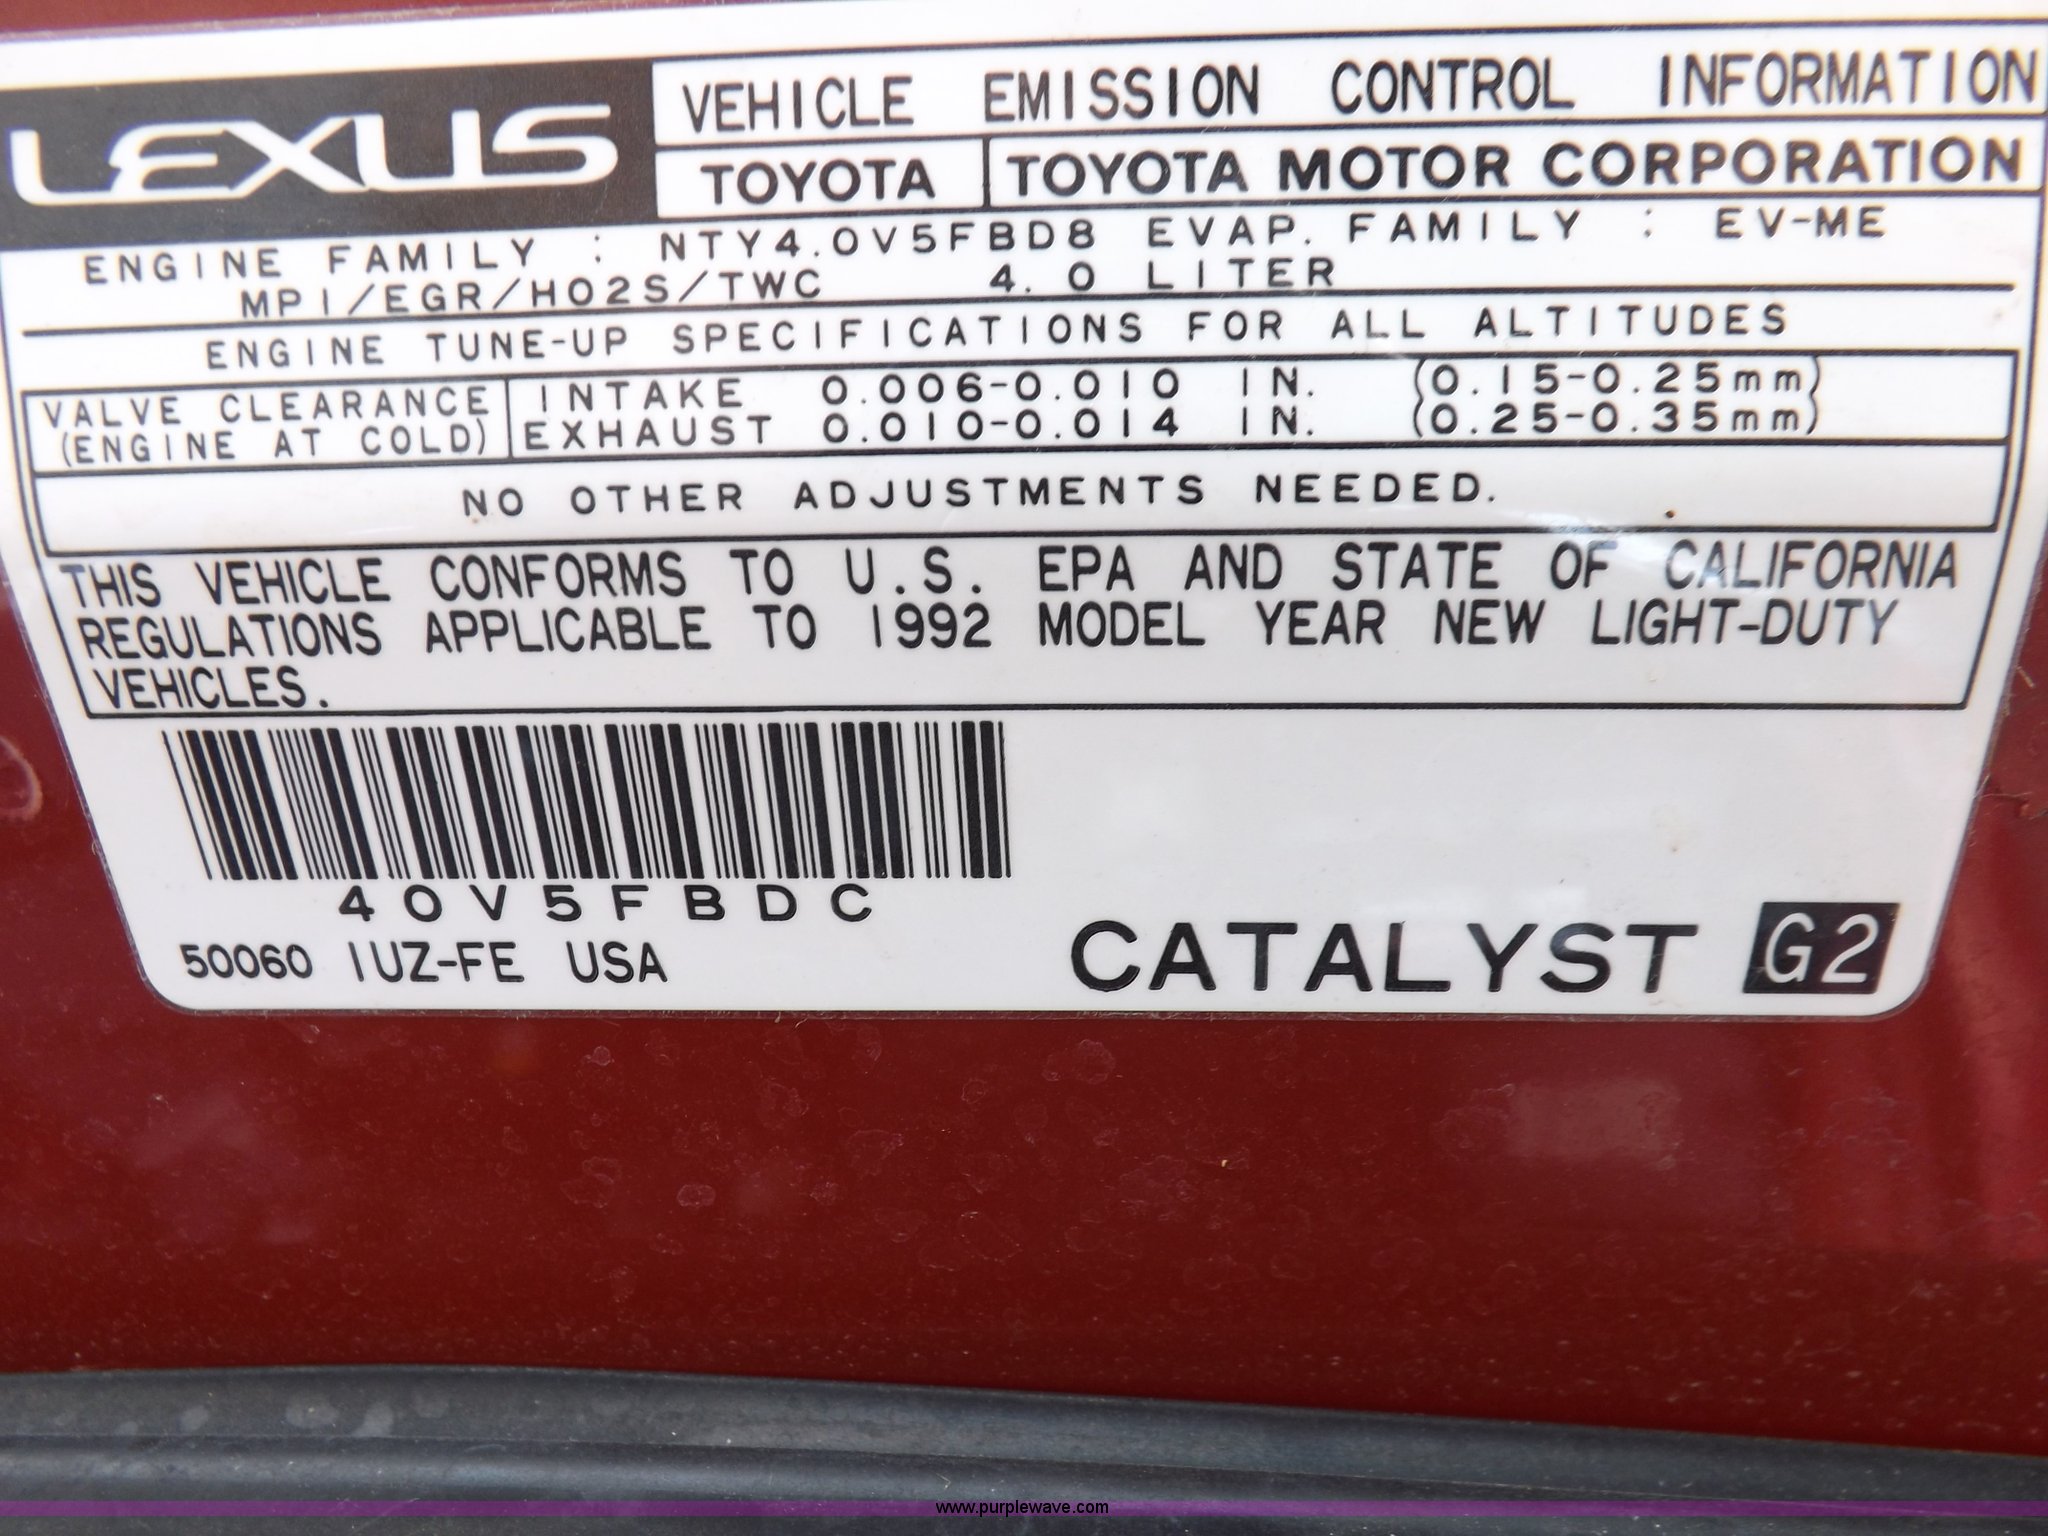 LEXUS
VEHICLE EMISSION CONTROL INFORMATION
TOYOTA TOYOTA MOTOR CORPORATION
ENGINE FAMILY : NTY4.0V5FBD8 EVAP. FAMILY : EV-ME
MPI/EGR/HO2S/TWC 4.0 LITER
ENGINE TUNE-UP SPECIFICATIONS FOR ALL ALTITUDES
VALVE CLEARANCE INTAKE 0.006-0.010 IN. (0.15-0.25mm)
(ENGINE AT COLD) EXHAUST 0.010-0.014 IN. (0.25-0.35mm)
NO OTHER ADJUSTMENTS NEEDED.
THIS VEHICLE CONFORMS TO U.S. EPA AND STATE OF CALIFORNIA
REGULATIONS APPLICABLE TO 1992 MODEL YEAR NEW LIGHT-DUTY
VEHICLES.
40V5FBDC
50060 1UZ-FE USA
CATALYST G2
www.purplewave.com